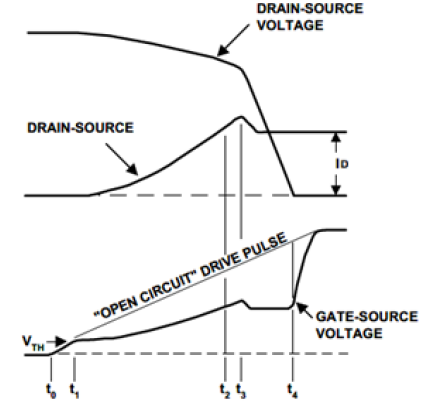 DRAIN-SOURCE
VOLTAGE
DRAIN-SOURCE
ID
"OPEN CIRCUIT" DRIVE PULSE
VTH
GATE-SOURCE
VOLTAGE
t0 t1 t2 t3 t4